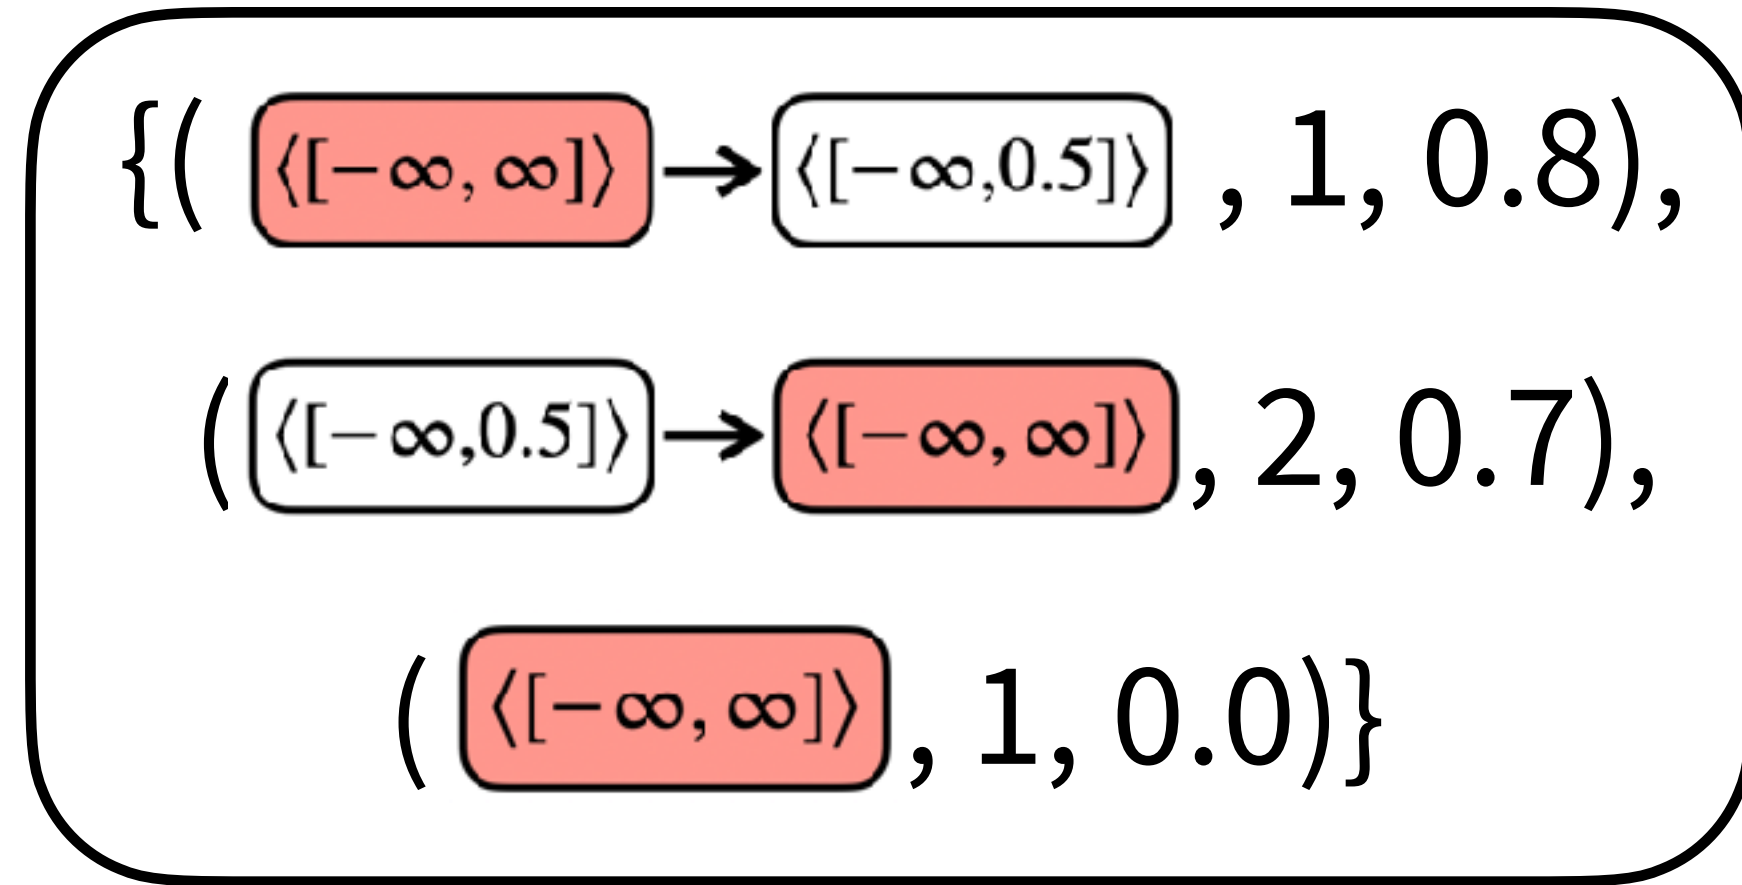 {( ⟨[−∞, ∞]⟩ → ⟨[−∞,0.5]⟩ , 1, 0.8),
( ⟨[−∞,0.5]⟩ → ⟨[−∞, ∞]⟩ , 2, 0.7),
( ⟨[−∞, ∞]⟩ , 1, 0.0)}